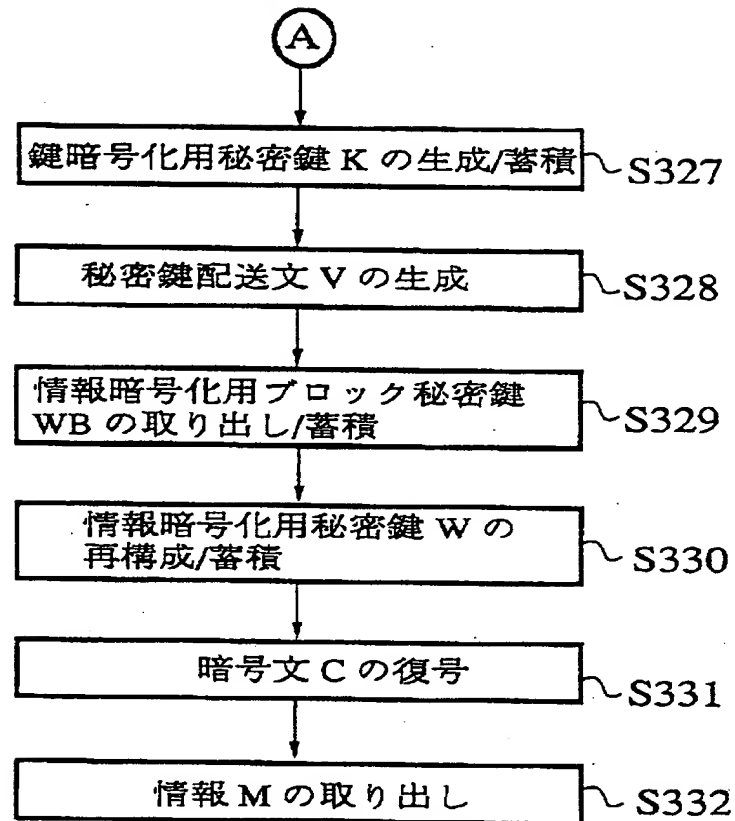 A
鍵暗号化用秘密鍵 K の生成/蓄積
S327
秘密鍵配送文 V の生成
S328
情報暗号化用ブロック秘密鍵
WB の取り出し/蓄積
S329
情報暗号化用秘密鍵 W の
再構成/蓄積
S330
暗号文 C の復号
S331
情報 M の取り出し
S332